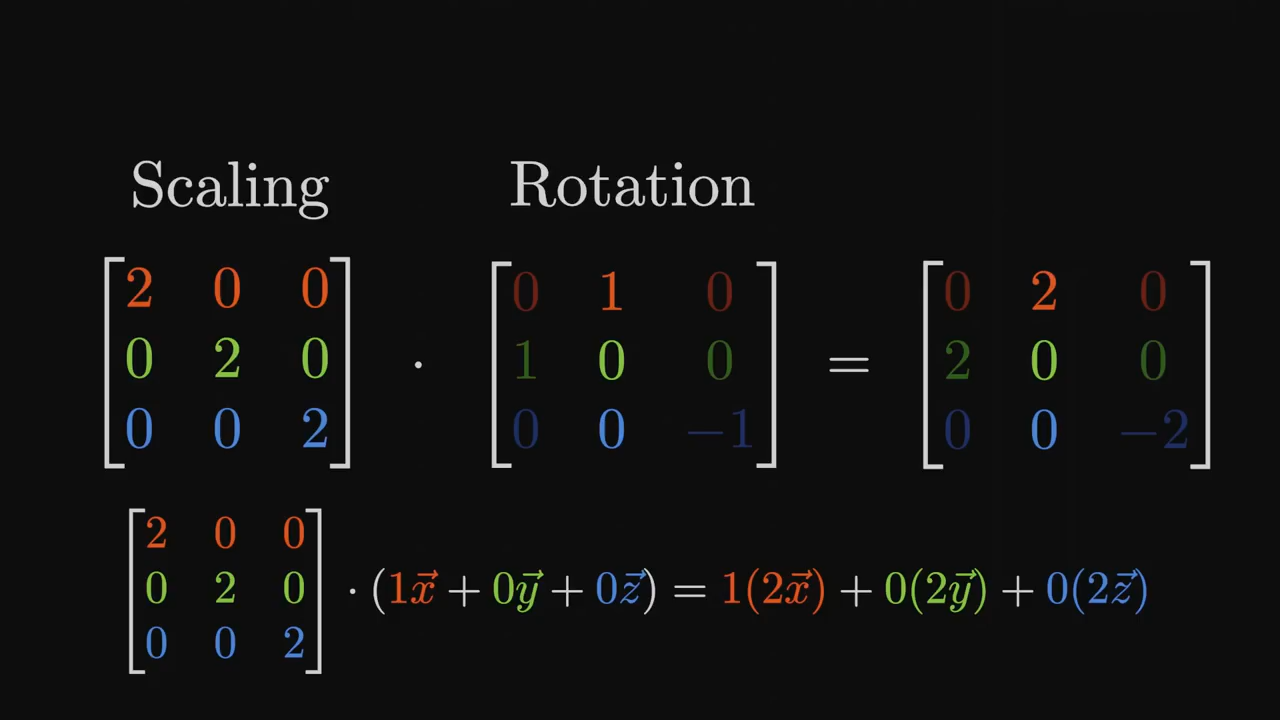 Scaling Rotation
[2 0 0] [0 1 0] [0 2 0]
[0 2 0] · [1 0 0] = [2 0 0]
[0 0 2] [0 0 −1] [0 0 −2]
[2 0 0]
[0 2 0] · (1x⃗ + 0y⃗ + 0z⃗) = 1(2x⃗) + 0(2y⃗) + 0(2z⃗)
[0 0 2]